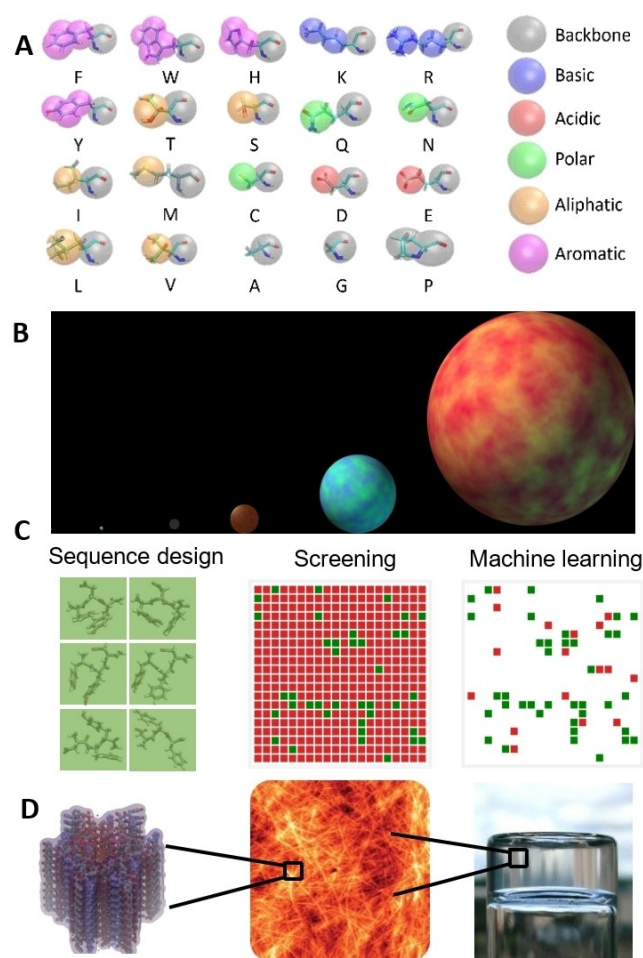 A
F W H K R
Y T S Q N
I M C D E
L V A G P
Backbone
Basic
Acidic
Polar
Aliphatic
Aromatic
B
C
Sequence design Screening Machine learning
D